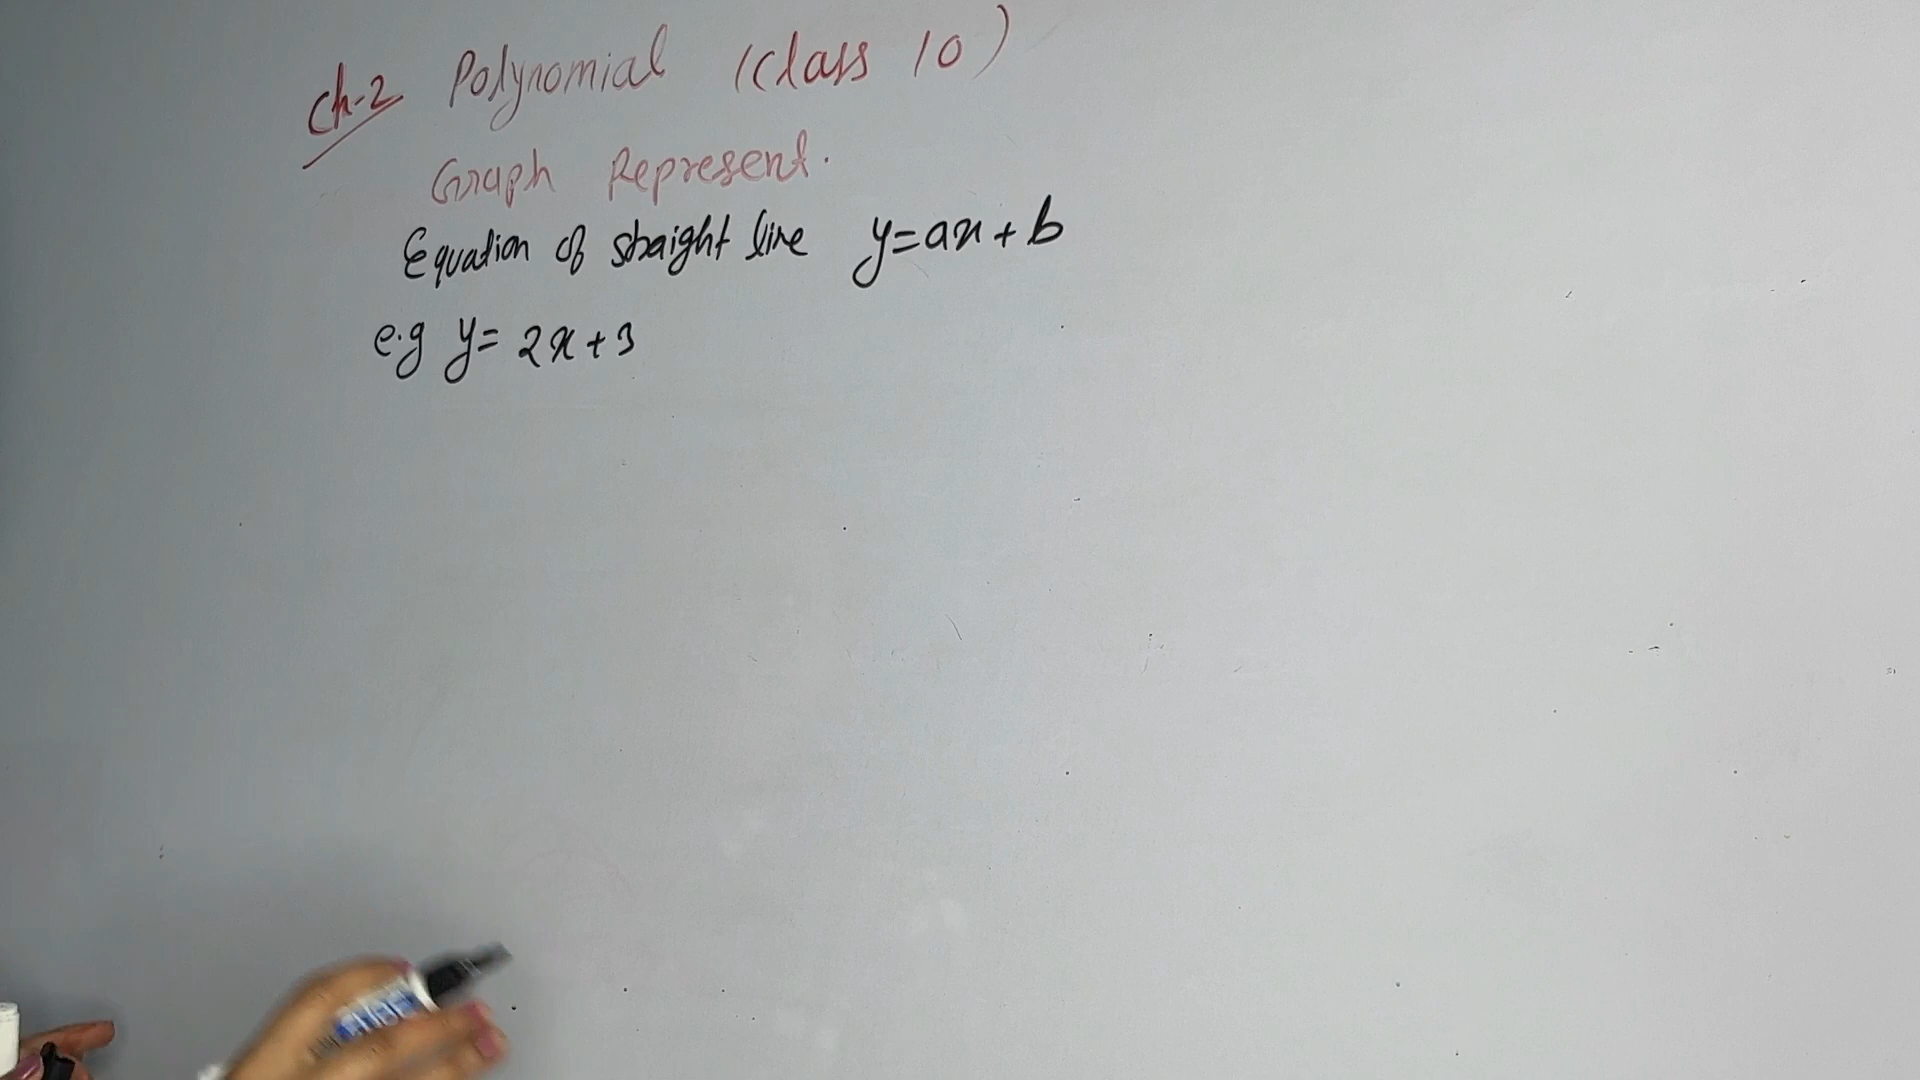 Ch-2 Polynomial (Class 10)
Graph Represent.
Equation of straight line y=ax+b
e.g y= 2x+3